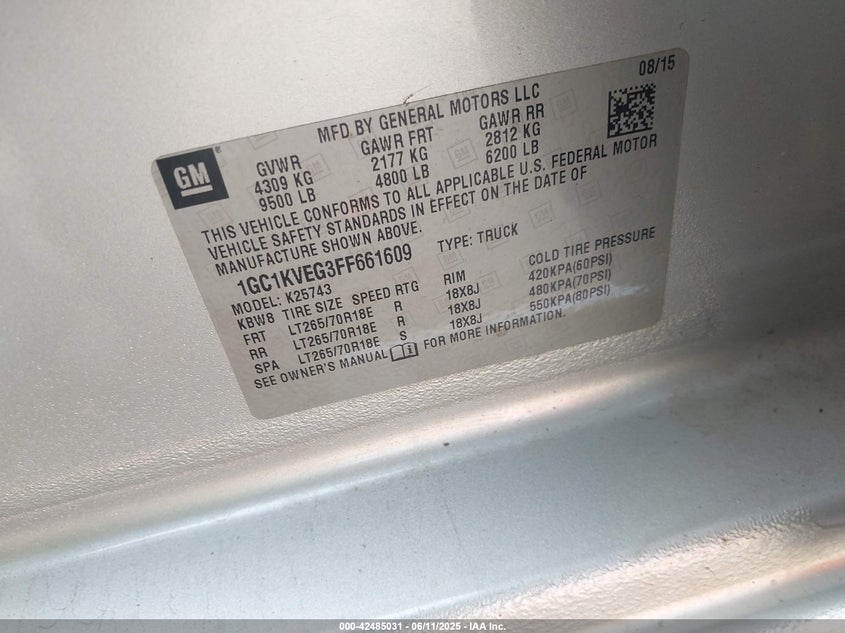 08/15
MFD BY GENERAL MOTORS LLC
GM
GVWR GAWR FRT GAWR RR
4309 KG 2177 KG 2812 KG
9500 LB 4800 LB 6200 LB
THIS VEHICLE CONFORMS TO ALL APPLICABLE U.S. FEDERAL MOTOR
VEHICLE SAFETY STANDARDS IN EFFECT ON THE DATE OF
MANUFACTURE SHOWN ABOVE.
1GC1KVEG3FF661609 TYPE: TRUCK
MODEL: K25743
KBW8 TIRE SIZE SPEED RTG RIM COLD TIRE PRESSURE
FRT LT265/70R18E R 18X8J 420KPA(60PSI)
RR LT265/70R18E R 18X8J 480KPA(70PSI)
SPA LT265/70R18E S 18X8J 550KPA(80PSI)
SEE OWNER'S MANUAL FOR MORE INFORMATION.
000-42485031 - 06/11/2025 - IAA Inc.